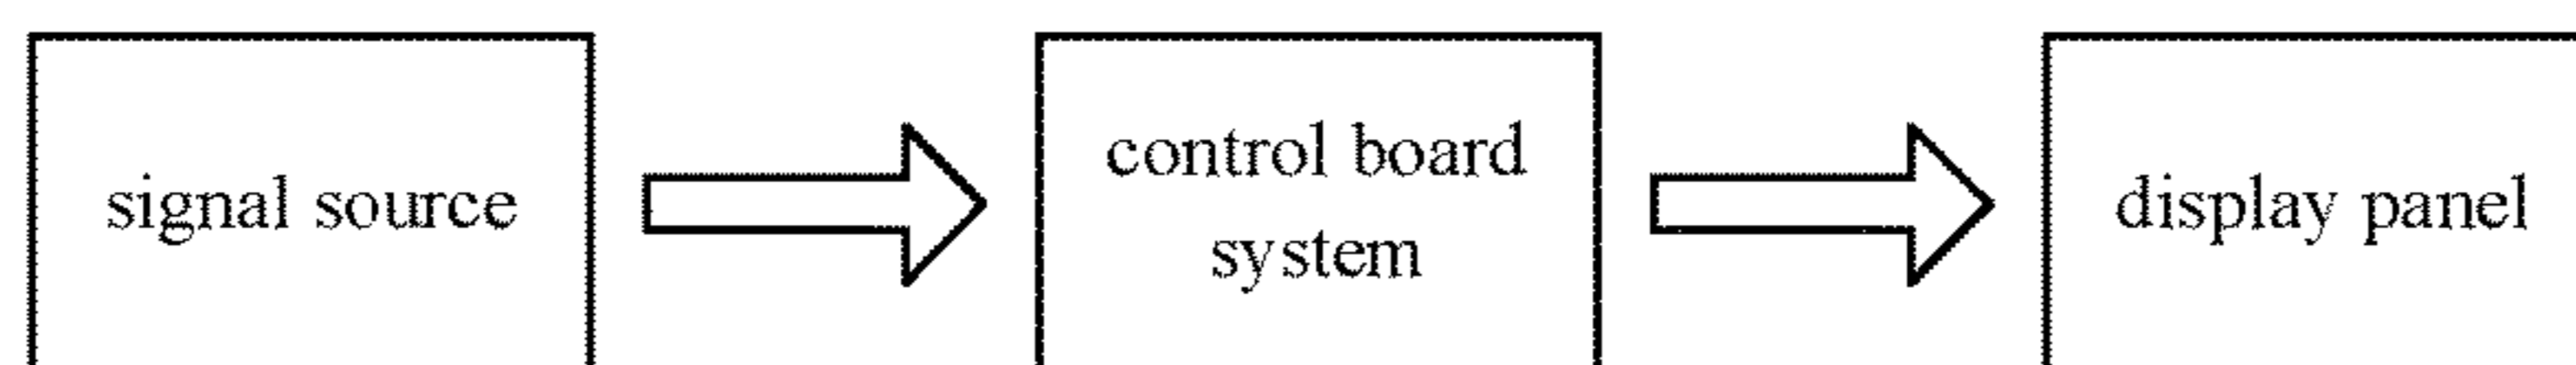 signal source
control board
system
display panel